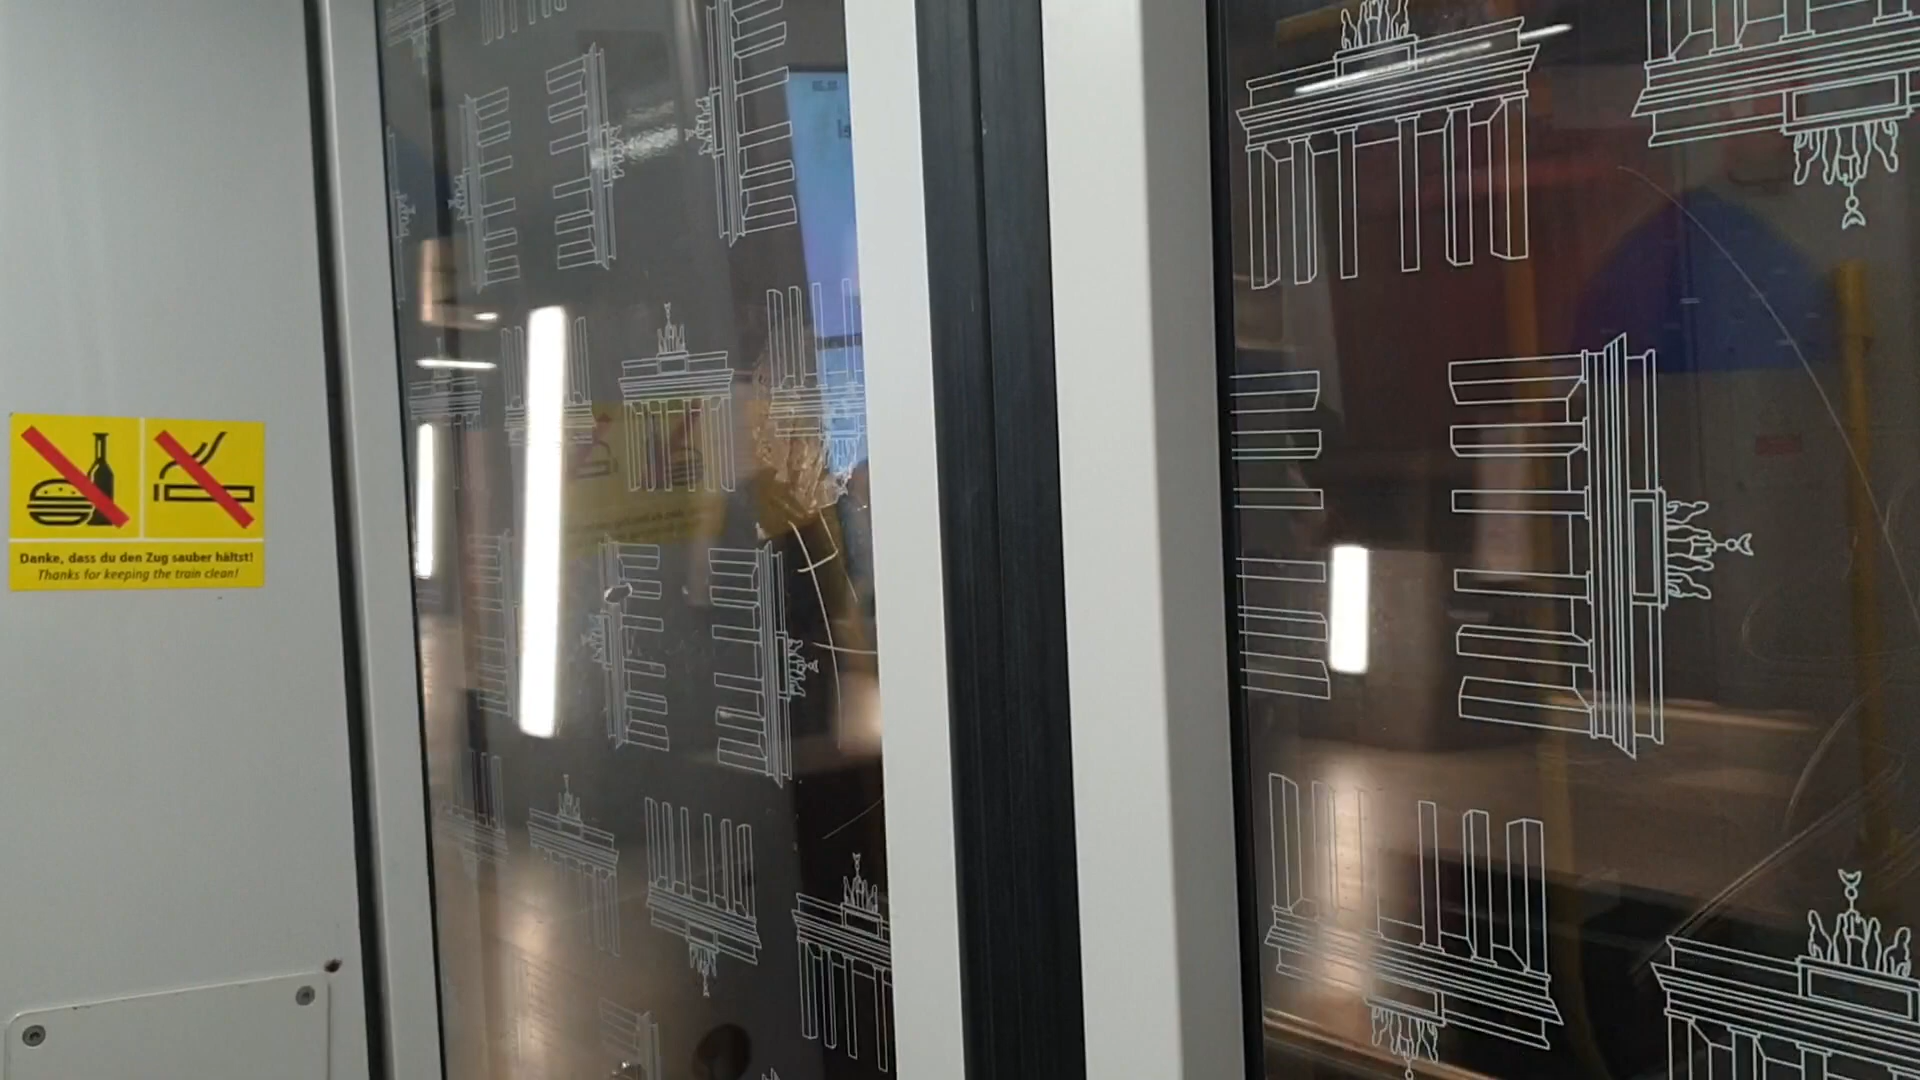 Danke, dass du den Zug sauber hältst!
Thanks for keeping the train clean!